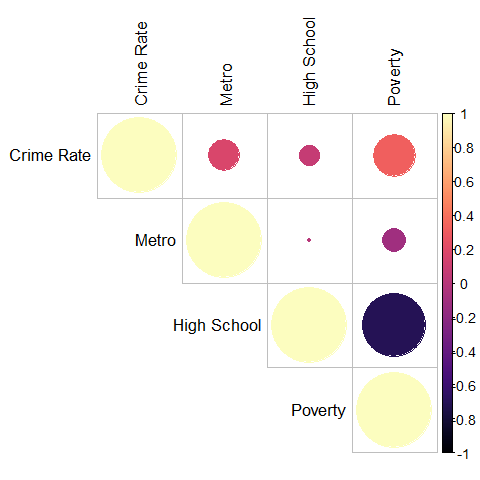 Crime Rate
Metro
High School
Poverty
Crime Rate
Metro
High School
Poverty
1
0.8
0.6
0.4
0.2
0
-0.2
-0.4
-0.6
-0.8
-1